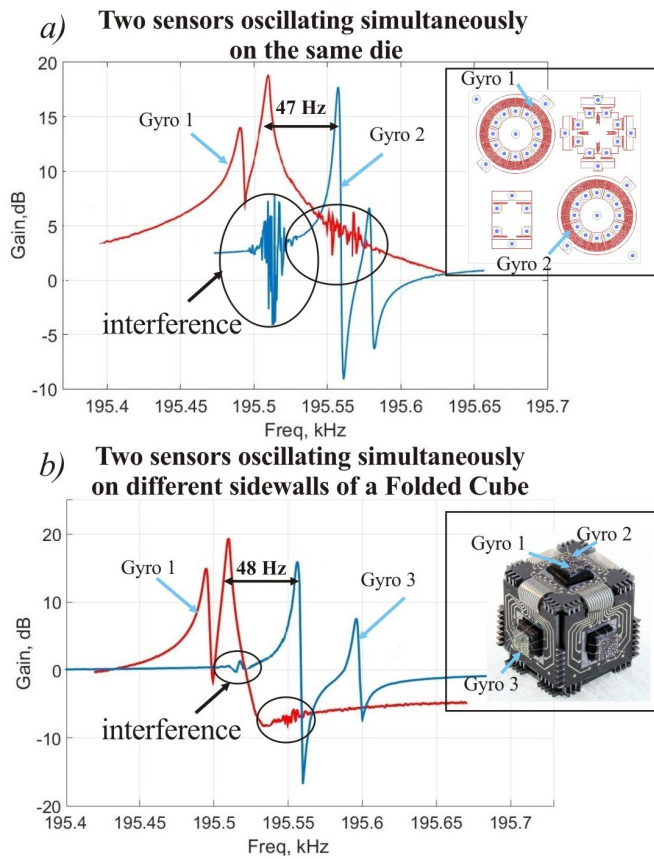 a) Two sensors oscillating simultaneously
on the same die
20
15
10
5
0
-5
-10
Gain,dB
Gyro 1
47 Hz
Gyro 2
interference
Gyro 1
Gyro 2
195.4 195.45 195.5 195.55 195.6 195.65 195.7
Freq, kHz
b) Two sensors oscillating simultaneously
on different sidewalls of a Folded Cube
20
10
0
-10
-20
Gain, dB
Gyro 1
48 Hz
Gyro 3
interference
Gyro 2
Gyro 1
Gyro 3
195.4 195.45 195.5 195.55 195.6 195.65 195.7
Freq, kHz